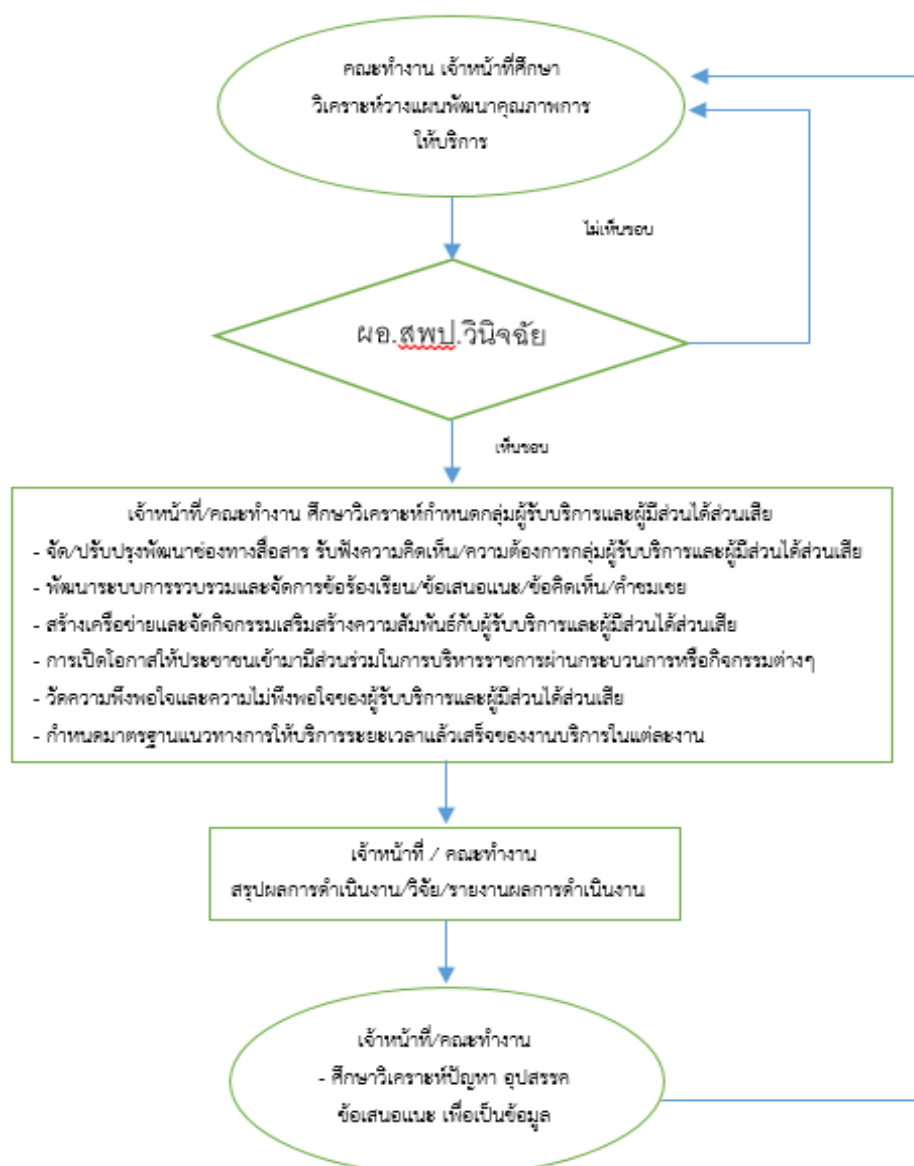 คณะทำงาน เจ้าหน้าที่ศึกษา
วิเคราะห์วางแผนพัฒนาคุณภาพการ
ให้บริการ
ไม่เห็นชอบ
ผอ.สพป.วินิจฉัย
เห็นชอบ
เจ้าหน้าที่/คณะทำงาน ศึกษาวิเคราะห์กำหนดกลุ่มผู้รับบริการและผู้มีส่วนได้ส่วนเสีย
- จัด/ปรับปรุงพัฒนาช่องทางสื่อสาร รับฟังความคิดเห็น/ความต้องการกลุ่มผู้รับบริการและผู้มีส่วนได้ส่วนเสีย
- พัฒนาระบบการรวบรวมและจัดการข้อร้องเรียน/ข้อเสนอแนะ/ข้อคิดเห็น/คำชมเชย
- สร้างเครือข่ายและจัดกิจกรรมเสริมสร้างความสัมพันธ์กับผู้รับบริการและผู้มีส่วนได้ส่วนเสีย
- การเปิดโอกาสให้ประชาชนเข้ามามีส่วนร่วมในการบริหารราชการผ่านกระบวนการหรือกิจกรรมต่างๆ
- วัดความพึงพอใจและความไม่พึงพอใจของผู้รับบริการและผู้มีส่วนได้ส่วนเสีย
- กำหนดมาตรฐานแนวทางการให้บริการระยะเวลาแล้วเสร็จของงานบริการในแต่ละงาน
เจ้าหน้าที่ / คณะทำงาน
สรุปผลการดำเนินงาน/วิจัย/รายงานผลการดำเนินงาน
เจ้าหน้าที่/คณะทำงาน
- ศึกษาวิเคราะห์ปัญหา อุปสรรค
ข้อเสนอแนะ เพื่อเป็นข้อมูล